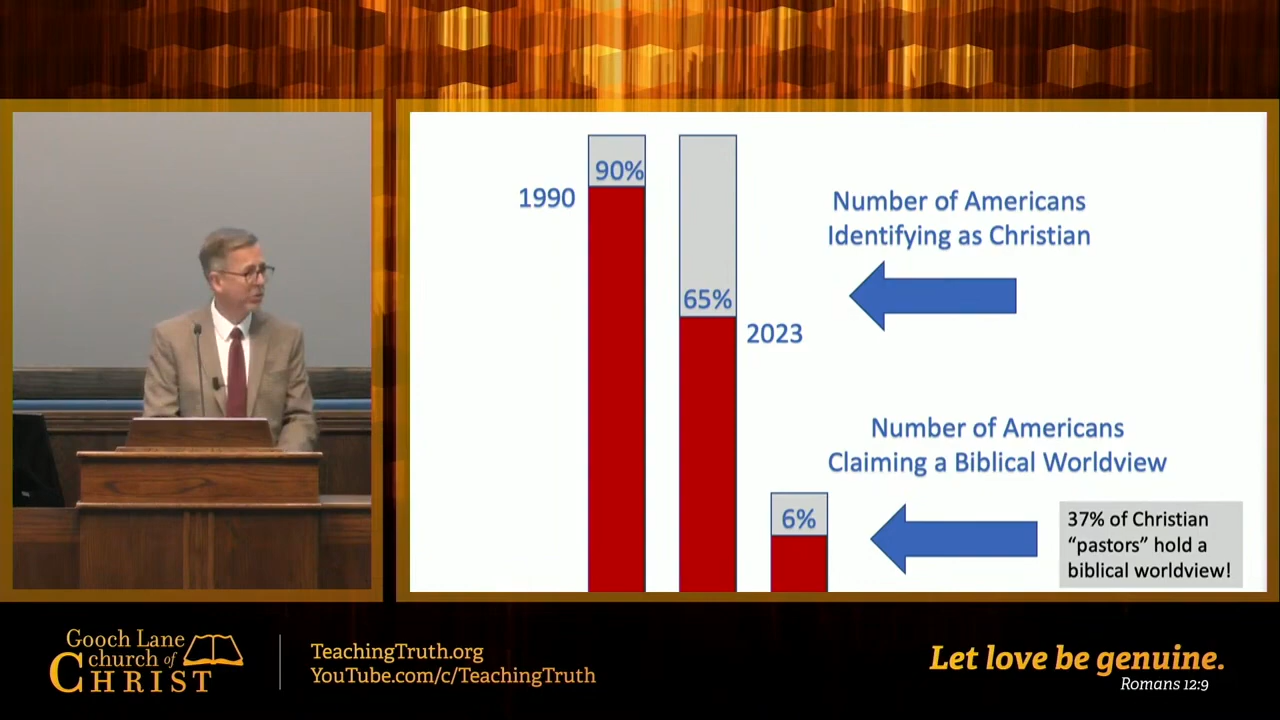 90%
1990
65%
2023
Number of Americans
Identifying as Christian
Number of Americans
Claiming a Biblical Worldview
6%
37% of Christian
“pastors” hold a
biblical worldview!
Gooch Lane
church of
CHRIST
TeachingTruth.org
YouTube.com/c/TeachingTruth
Let love be genuine.
Romans 12:9